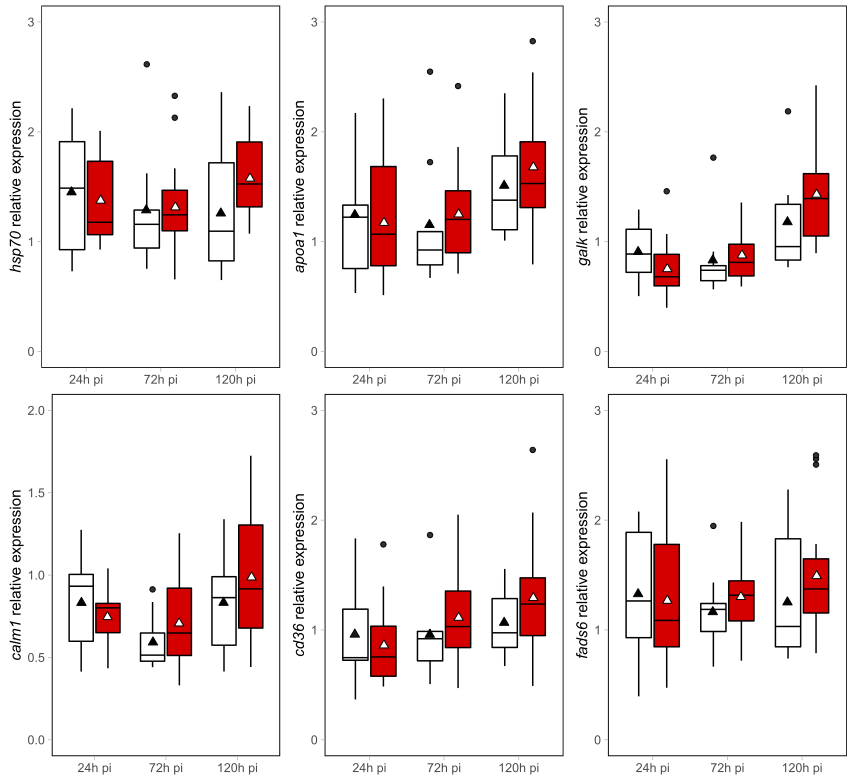 hsp70 relative expression
3
2
1
0
24h pi 72h pi 120h pi
apoa1 relative expression
3
2
1
0
24h pi 72h pi 120h pi
galk relative expression
3
2
1
0
24h pi 72h pi 120h pi
calm1 relative expression
2.0
1.5
1.0
0.5
0.0
24h pi 72h pi 120h pi
cd36 relative expression
3
2
1
0
24h pi 72h pi 120h pi
fads6 relative expression
3
2
1
0
24h pi 72h pi 120h pi